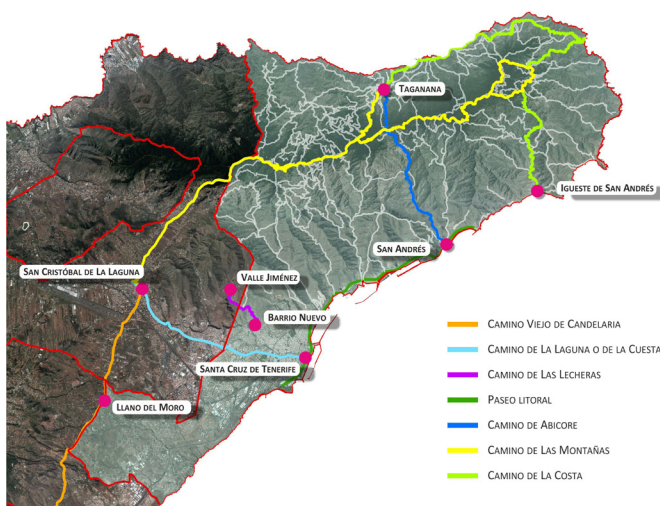 TAGANANA
IGUESTE DE SAN ANDRÉS
SAN ANDRÉS
SAN CRISTÓBAL DE LA LAGUNA
VALLE JIMÉNEZ
BARRIO NUEVO
SANTA CRUZ DE TENERIFE
LLANO DEL MORO
CAMINO VIEJO DE CANDELARIA
CAMINO DE LA LAGUNA O DE LA CUESTA
CAMINO DE LAS LECHERAS
PASEO LITORAL
CAMINO DE ABICORE
CAMINO DE LAS MONTAÑAS
CAMINO DE LA COSTA